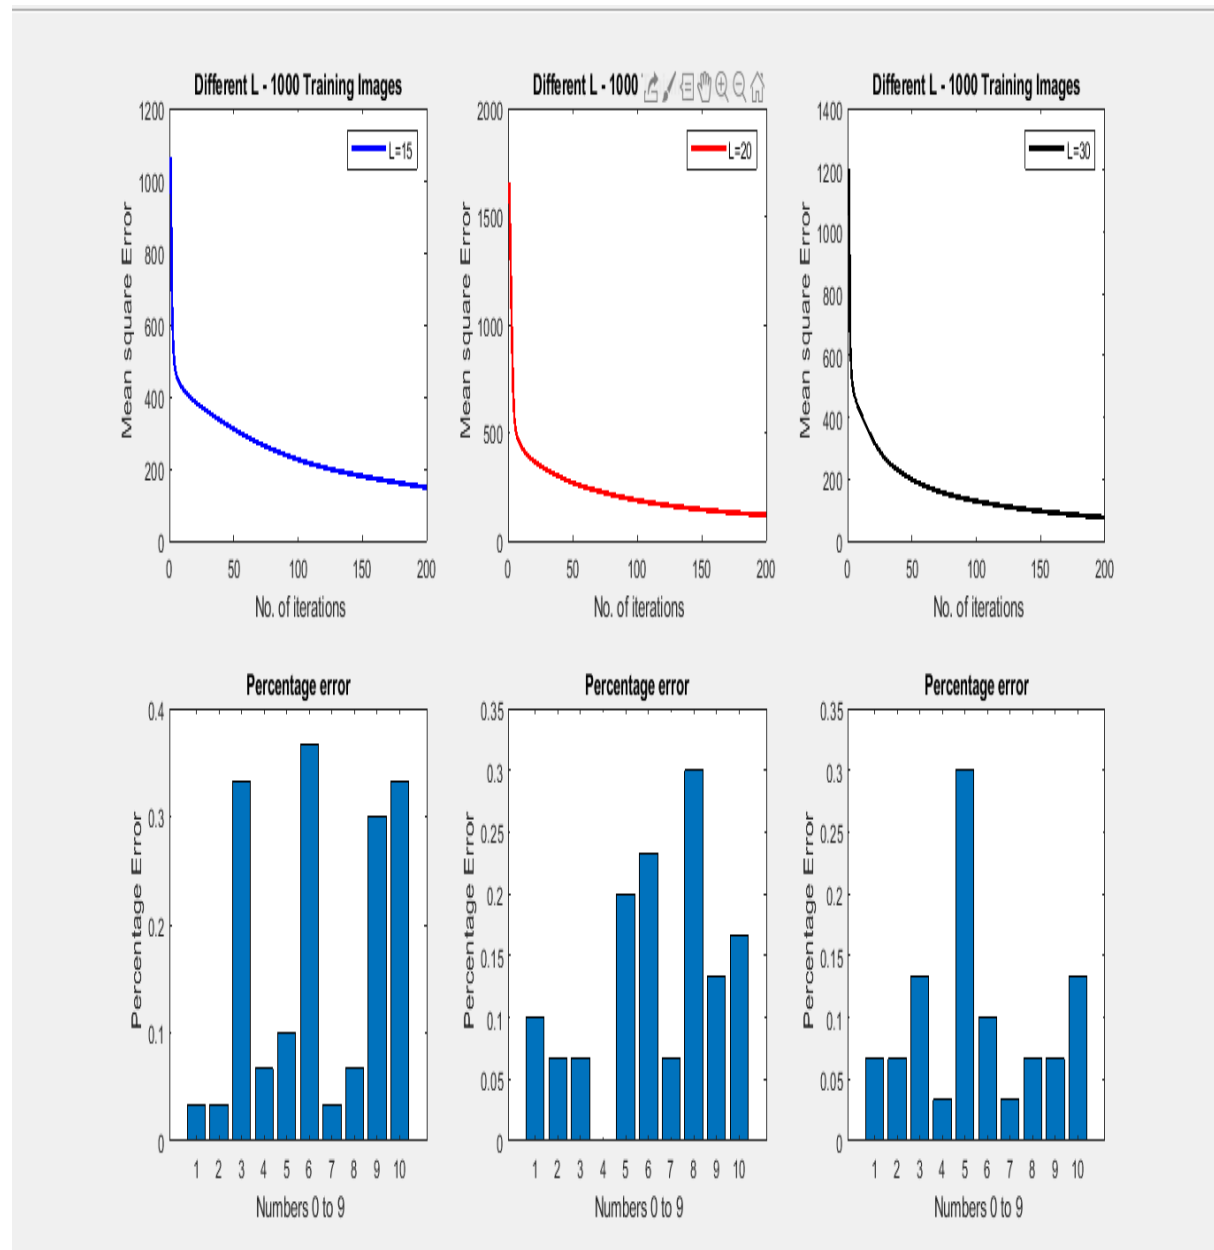 Different L - 1000 Training Images
1200
1000
800
600
400
200
0
Mean square Error
L=15
0 50 100 150 200
No. of iterations
Different L - 1000
2000
1500
1000
500
0
Mean square Error
L=20
0 50 100 150 200
No. of iterations
Different L - 1000 Training Images
1400
1200
1000
800
600
400
200
0
Mean square Error
L=30
0 50 100 150 200
No. of iterations
Percentage error
0.4
0.3
0.2
0.1
0
Percentage Error
1 2 3 4 5 6 7 8 9 10
Numbers 0 to 9
Percentage error
0.35
0.3
0.25
0.2
0.15
0.1
0.05
0
Percentage Error
1 2 3 4 5 6 7 8 9 10
Numbers 0 to 9
Percentage error
0.35
0.3
0.25
0.2
0.15
0.1
0.05
0
Percentage Error
1 2 3 4 5 6 7 8 9 10
Numbers 0 to 9